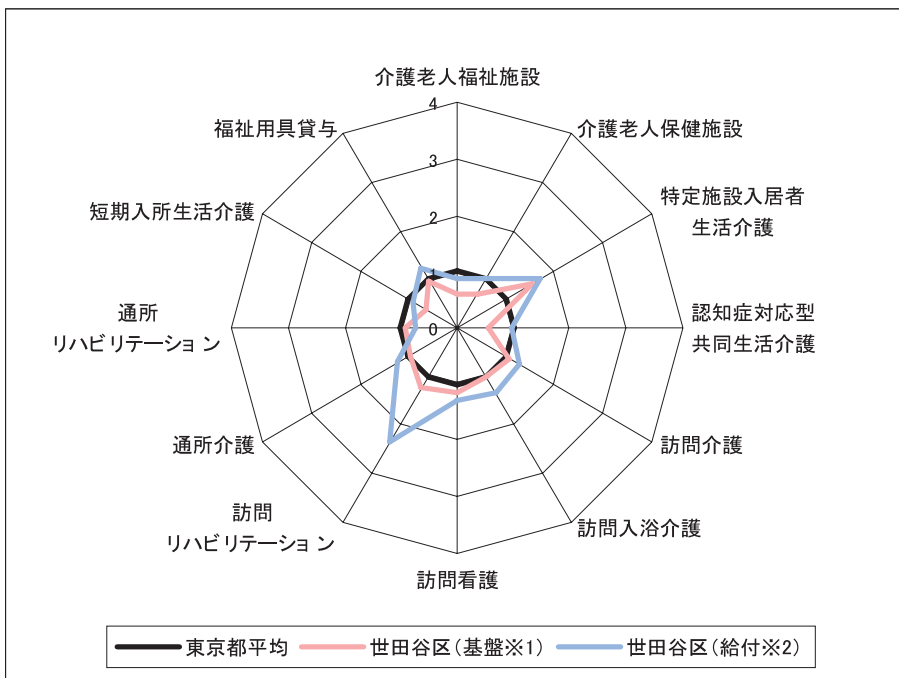 介護老人福祉施設
4
介護老人保健施設
福祉用具貸与
3
特定施設入居者
生活介護
短期入所生活介護
2
1
認知症対応型
共同生活介護
通所
リハビリテーション
0
訪問介護
通所介護
訪問入浴介護
訪問
リハビリテーション
訪問看護
東京都平均 世田谷区(基盤※1) 世田谷区(給付※2)